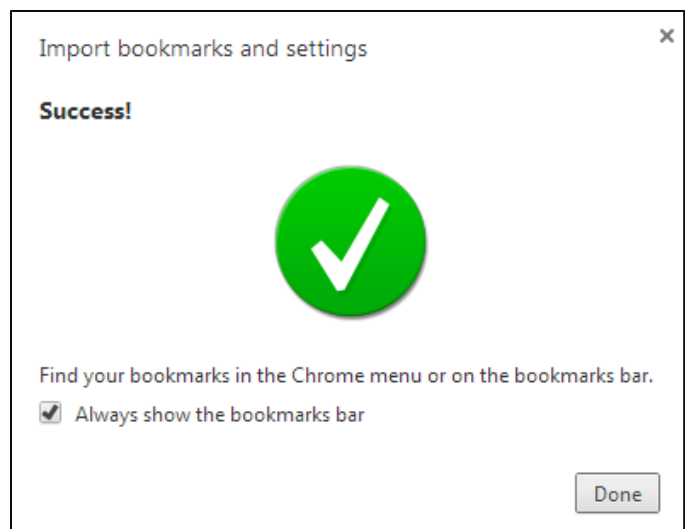 Import bookmarks and settings
Success!
Find your bookmarks in the Chrome menu or on the bookmarks bar.
Always show the bookmarks bar
Done